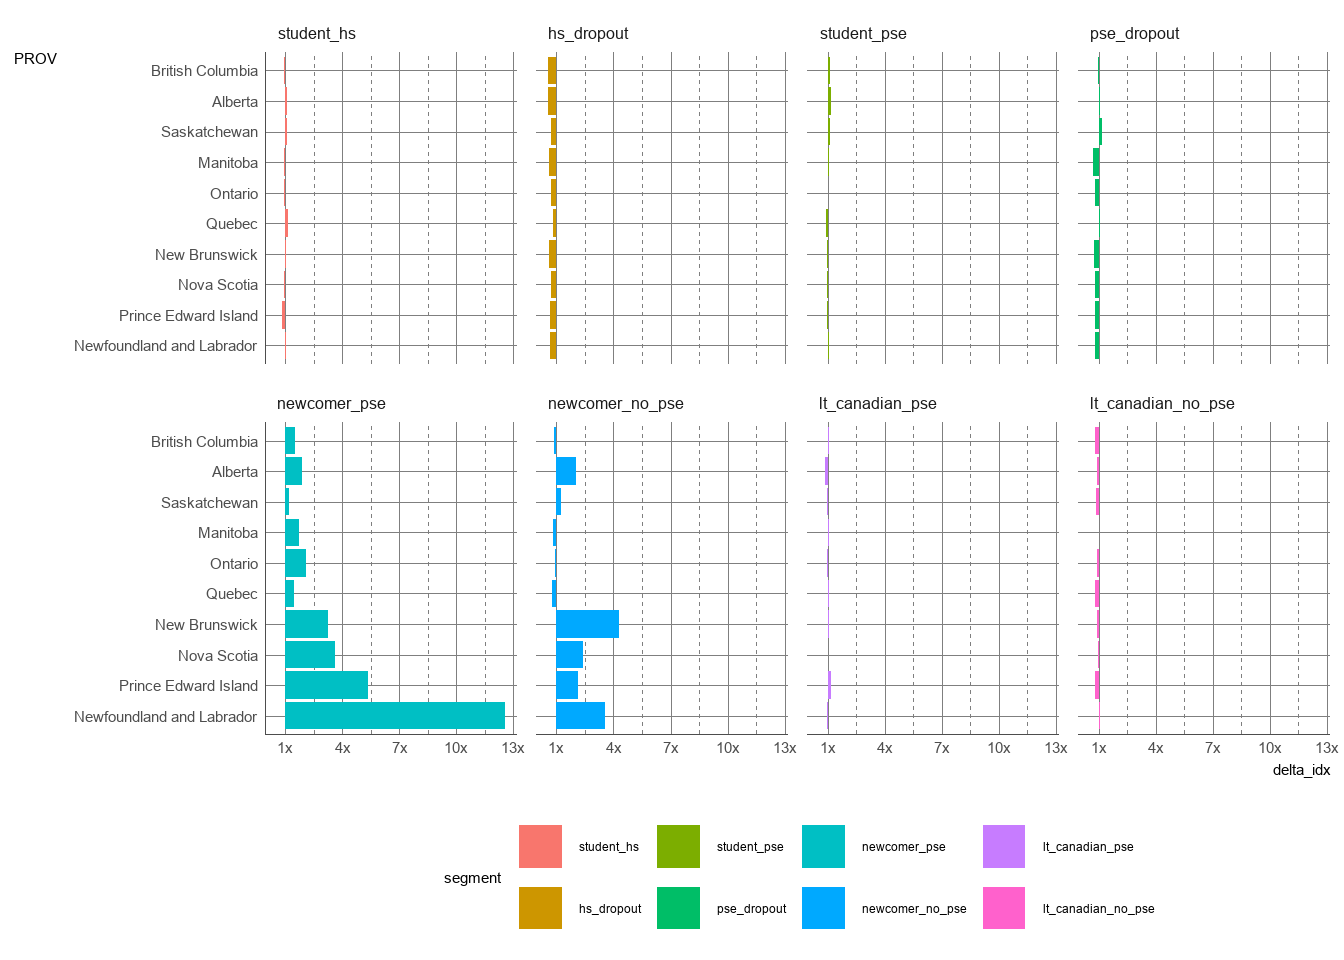 student_hs hs_dropout student_pse pse_dropout
PROV
British Columbia
Alberta
Saskatchewan
Manitoba
Ontario
Quebec
New Brunswick
Nova Scotia
Prince Edward Island
Newfoundland and Labrador
newcomer_pse newcomer_no_pse lt_canadian_pse lt_canadian_no_pse
British Columbia
Alberta
Saskatchewan
Manitoba
Ontario
Quebec
New Brunswick
Nova Scotia
Prince Edward Island
Newfoundland and Labrador
1x 4x 7x 10x 13x 1x 4x 7x 10x 13x 1x 4x 7x 10x 13x 1x 4x 7x 10x 13x
delta_idx
student_hs student_pse newcomer_pse lt_canadian_pse
segment
hs_dropout pse_dropout newcomer_no_pse lt_canadian_no_pse